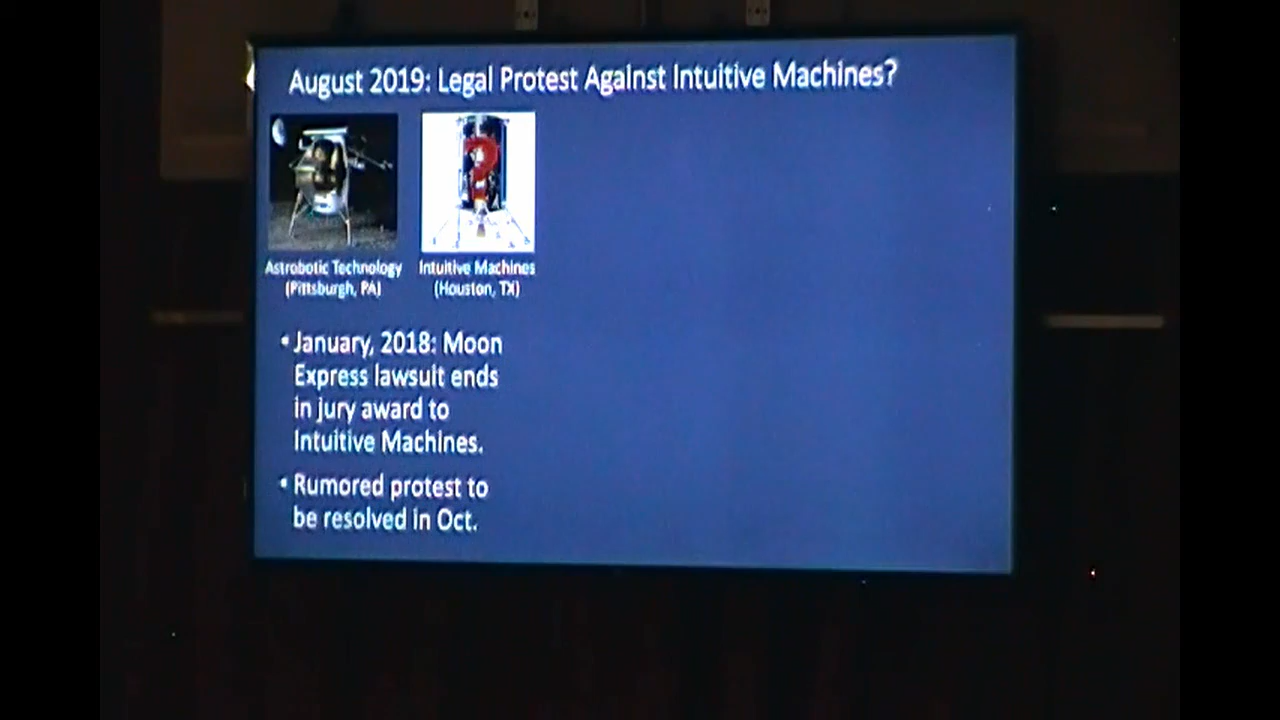 August 2019: Legal Protest Against Intuitive Machines?
?
Astrobotic Technology
(Pittsburgh, PA)
Intuitive Machines
(Houston, TX)
• January, 2018: Moon
Express lawsuit ends
in jury award to
Intuitive Machines.
• Rumored protest to
be resolved in Oct.